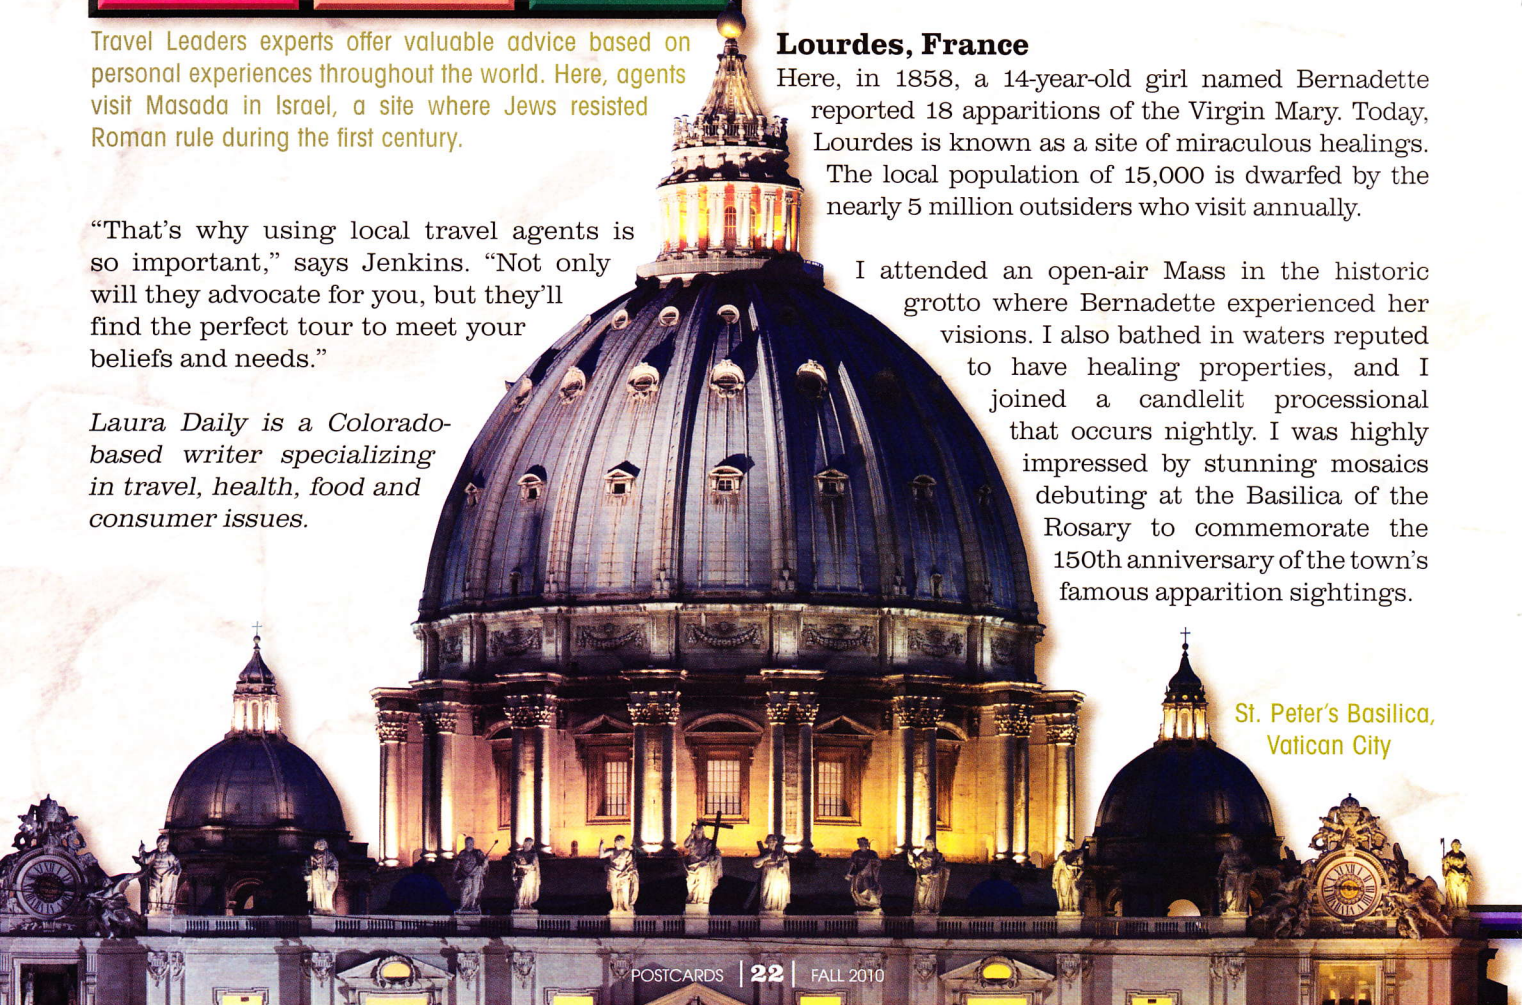 Travel Leaders experts offer valuable advice based on
personal experiences throughout the world. Here, agents
visit Masada in Israel, a site where Jews resisted
Roman rule during the first century.
“That’s why using local travel agents is
so important,” says Jenkins. “Not only
will they advocate for you, but they’ll
find the perfect tour to meet your
beliefs and needs.”
Laura Daily is a Colorado-
based writer specializing
in travel, health, food and
consumer issues.
Lourdes, France
Here, in 1858, a 14-year-old girl named Bernadette
reported 18 apparitions of the Virgin Mary. Today,
Lourdes is known as a site of miraculous healings.
The local population of 15,000 is dwarfed by the
nearly 5 million outsiders who visit annually.
I attended an open-air Mass in the historic
grotto where Bernadette experienced her
visions. I also bathed in waters reputed
to have healing properties, and I
joined a candlelit processional
that occurs nightly. I was highly
impressed by stunning mosaics
debuting at the Basilica of the
Rosary to commemorate the
150th anniversary of the town’s
famous apparition sightings.
St. Peter’s Basilica,
Vatican City
POSTCARDS | 22 | FALL 2010